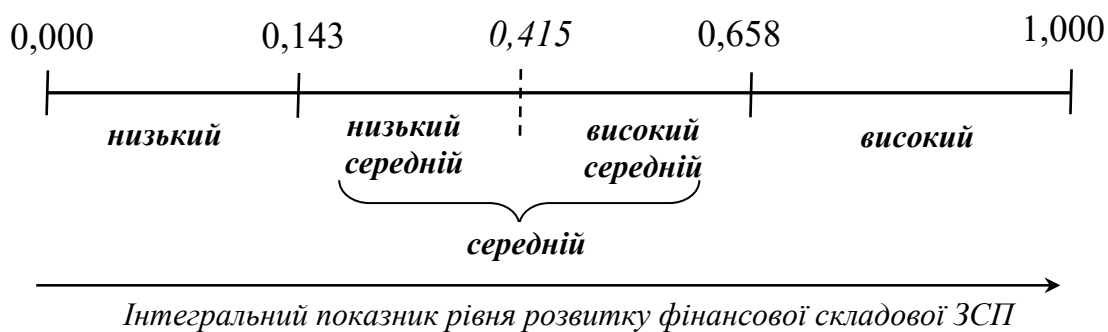 0,000 0,143 0,415 0,658 1,000
низький низький середній високий середній високий
середній
Інтегральний показник рівня розвитку фінансової складової ЗСП